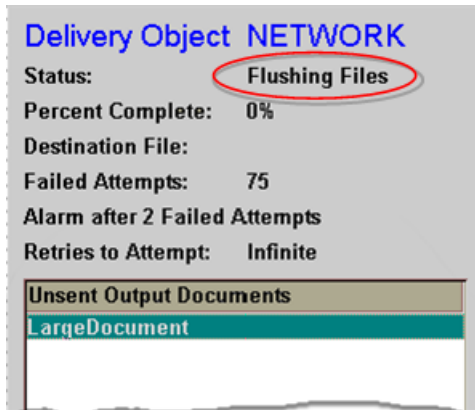 Delivery Object NETWORK
Status: Flushing Files
Percent Complete: 0%
Destination File:
Failed Attempts: 75
Alarm after 2 Failed Attempts
Retries to Attempt: Infinite
Unsent Output Documents
LargeDocument